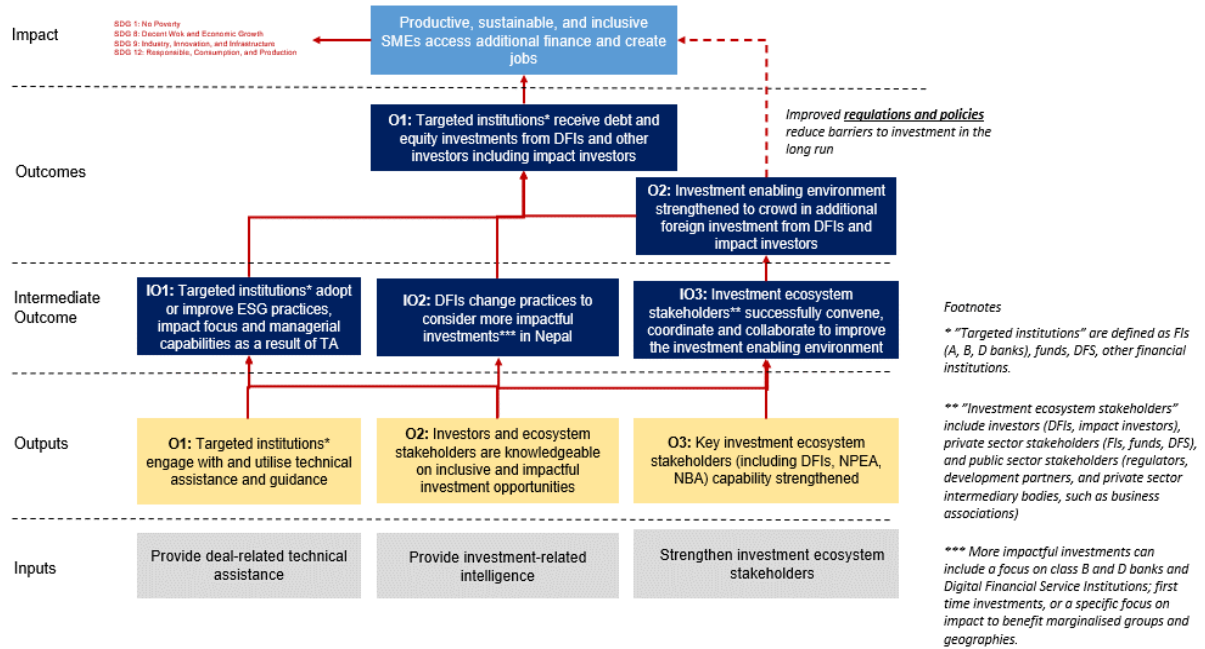 Impact
SDG 1: No Poverty
SDG 8: Decent Wok and Economic Growth
SDG 9: Industry, Innovation, and Infrastructure
SDG 12: Responsible, Consumption, and Production
Productive, sustainable, and inclusive
SMEs access additional finance and create
jobs
Improved regulations and policies
reduce barriers to investment in the
long run
Outcomes
O1: Targeted institutions* receive debt and
equity investments from DFIs and other
investors including impact investors
O2: Investment enabling environment
strengthened to crowd in additional
foreign investment from DFIs and
impact investors
Intermediate
Outcome
IO1: Targeted institutions* adopt
or improve ESG practices,
impact focus and managerial
capabilities as a result of TA
IO2: DFIs change practices to
consider more impactful
investments*** in Nepal
IO3: Investment ecosystem
stakeholders** successfully convene,
coordinate and collaborate to improve
the investment enabling environment
Outputs
O1: Targeted institutions*
engage with and utilise technical
assistance and guidance
O2: Investors and ecosystem
stakeholders are knowledgeable
on inclusive and impactful
investment opportunities
O3: Key investment ecosystem
stakeholders (including DFIs, NPEA,
NBA) capability strengthened
Inputs
Provide deal-related technical
assistance
Provide investment-related
intelligence
Strengthen investment ecosystem
stakeholders
Footnotes
* "Targeted institutions" are defined as FIs
(A, B, D banks), funds, DFS, other financial
institutions.
** "Investment ecosystem stakeholders"
include investors (DFIs, impact investors),
private sector stakeholders (FIs, funds, DFS),
and public sector stakeholders (regulators,
development partners, and private sector
intermediary bodies, such as business
associations)
*** More impactful investments can
include a focus on class B and D banks and
Digital Financial Service Institutions; first
time investments, or a specific focus on
impact to benefit marginalised groups and
geographies.